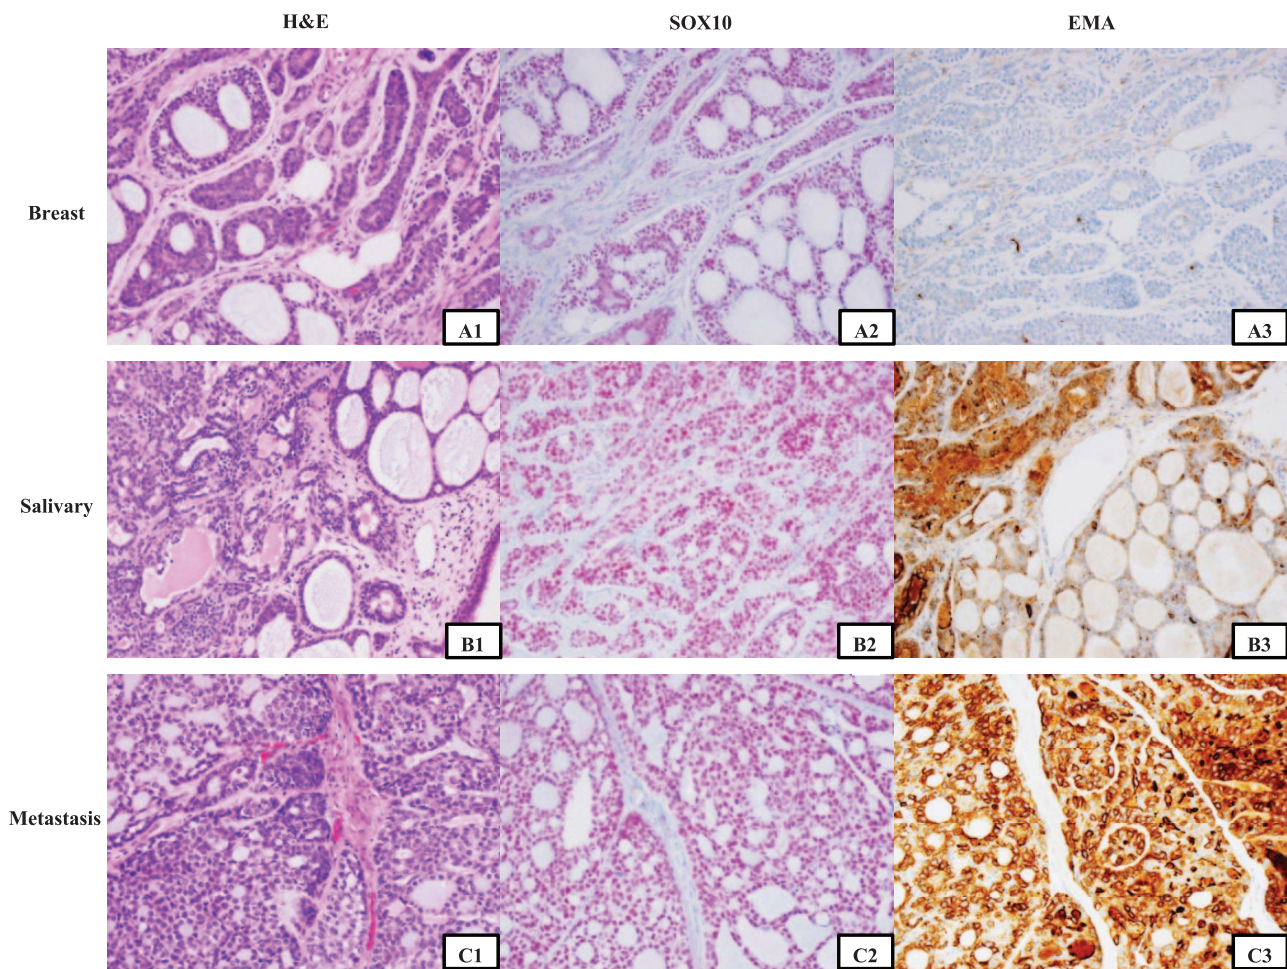 H&E SOX10 EMA
Breast
A1 A2 A3
Salivary
B1 B2 B3
Metastasis
C1 C2 C3